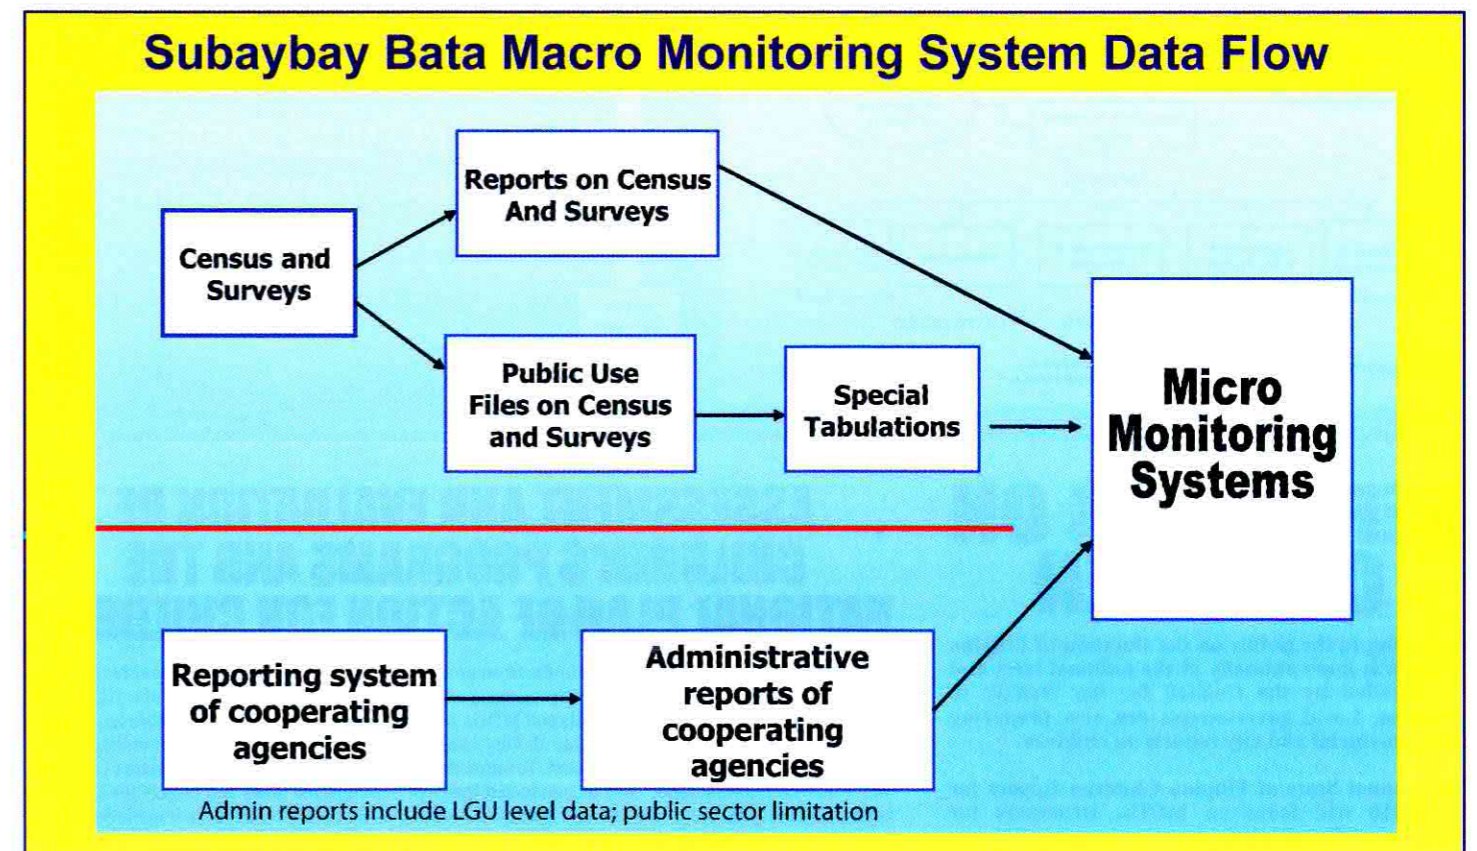 Subaybay Bata Macro Monitoring System Data Flow
Reports on Census
And Surveys
Census and
Surveys
Public Use
Files on Census
and Surveys
Special
Tabulations
Micro
Monitoring
Systems
Reporting system
of cooperating
agencies
Administrative
reports of
cooperating
agencies
Admin reports include LGU level data; public sector limitation